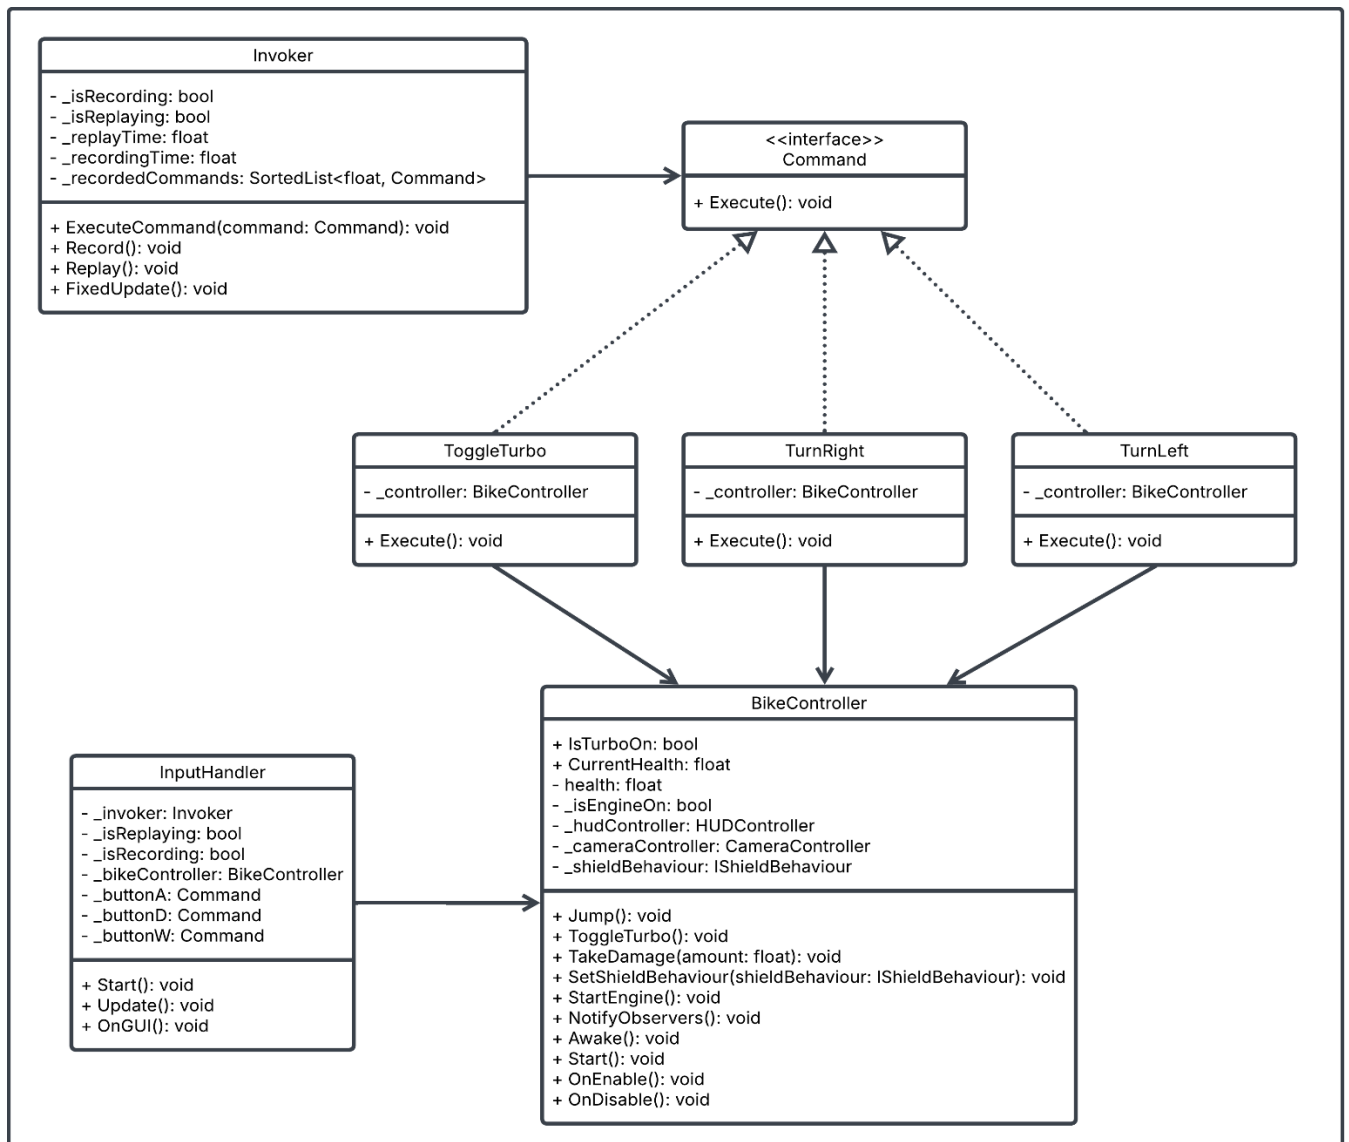 Invoker
- _isRecording: bool
- _isReplaying: bool
- _replayTime: float
- _recordingTime: float
- _recordedCommands: SortedList<float, Command>
+ ExecuteCommand(command: Command): void
+ Record(): void
+ Replay(): void
+ FixedUpdate(): void
<<interface>>
Command
+ Execute(): void
ToggleTurbo
- _controller: BikeController
+ Execute(): void
TurnRight
- _controller: BikeController
+ Execute(): void
TurnLeft
- _controller: BikeController
+ Execute(): void
InputHandler
- _invoker: Invoker
- _isReplaying: bool
- _isRecording: bool
- _bikeController: BikeController
- _buttonA: Command
- _buttonD: Command
- _buttonW: Command
+ Start(): void
+ Update(): void
+ OnGUI(): void
BikeController
+ IsTurboOn: bool
+ CurrentHealth: float
- health: float
- _isEngineOn: bool
- _hudController: HUDController
- _cameraController: CameraController
- _shieldBehaviour: IShieldBehaviour
+ Jump(): void
+ ToggleTurbo(): void
+ TakeDamage(amount: float): void
+ SetShieldBehaviour(shieldBehaviour: IShieldBehaviour): void
+ StartEngine(): void
+ NotifyObservers(): void
+ Awake(): void
+ Start(): void
+ OnEnable(): void
+ OnDisable(): void